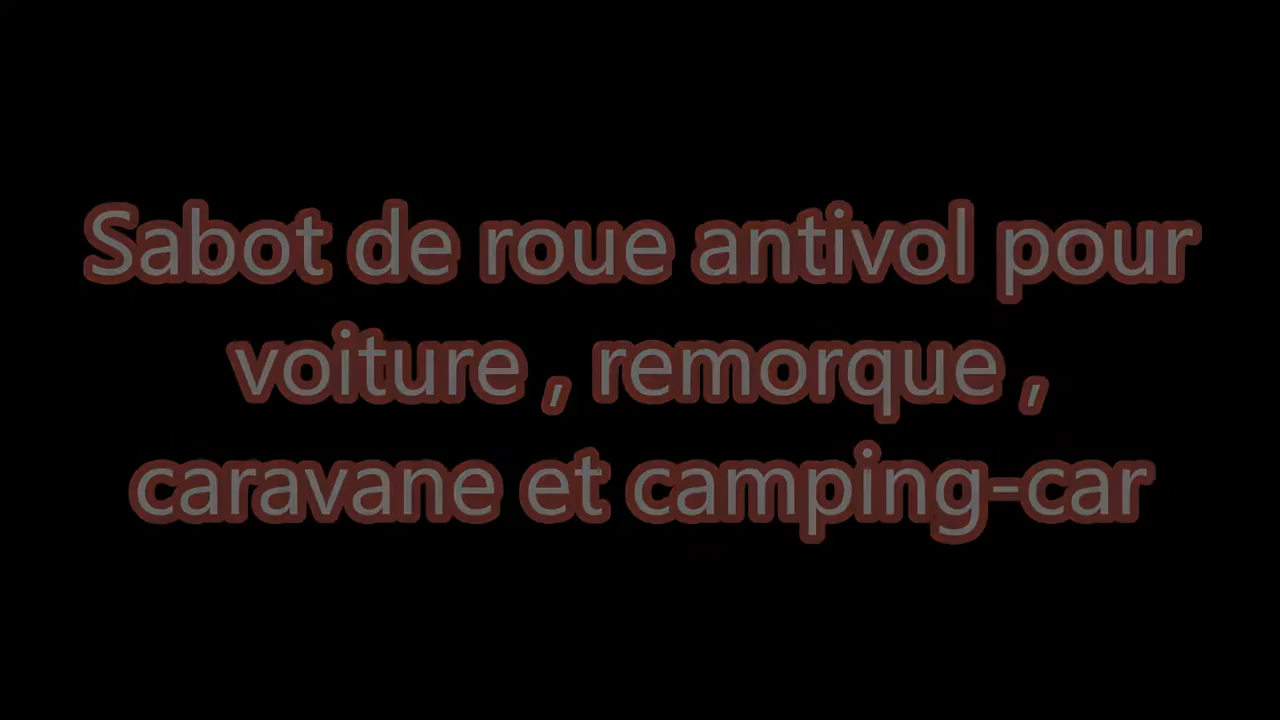 Sabot de roue antivol pour
voiture , remorque ,
caravane et camping-car